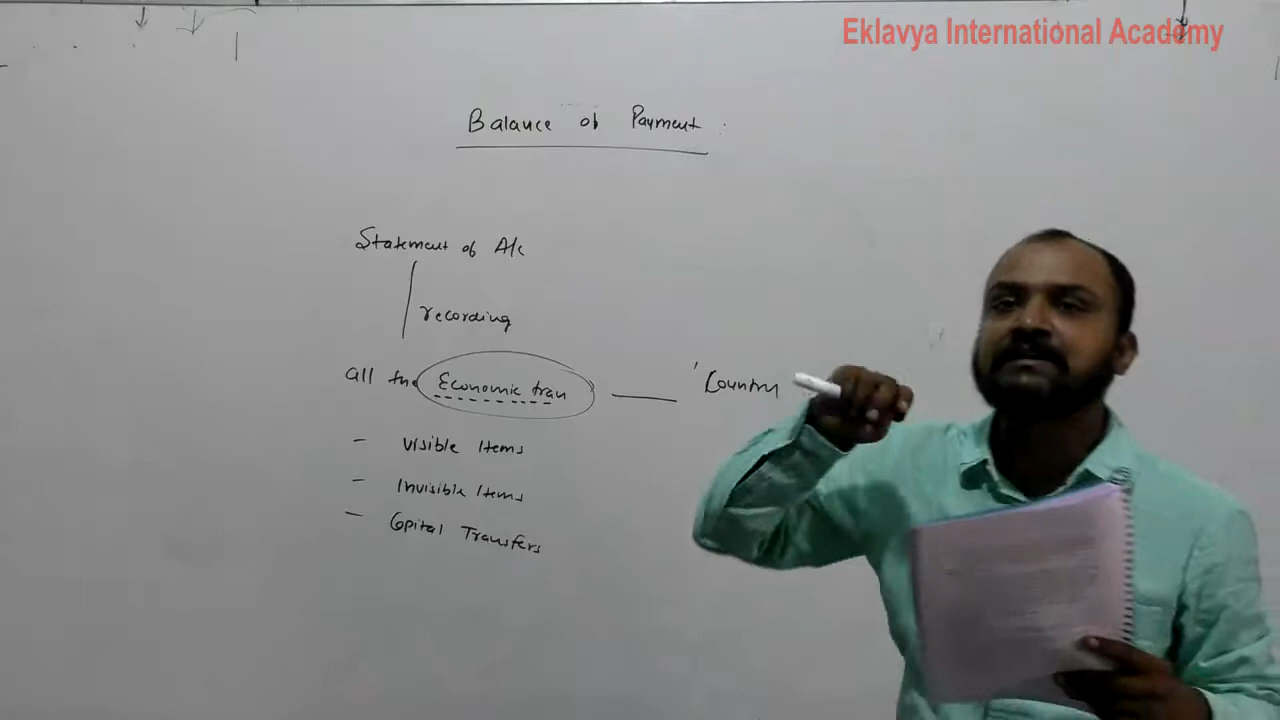 Eklavya International Academy
Balance of Payment
Statement of A/c
recording
all the Economic tran — Country
- Visible Items
- Invisible Items
- Capital Transfers